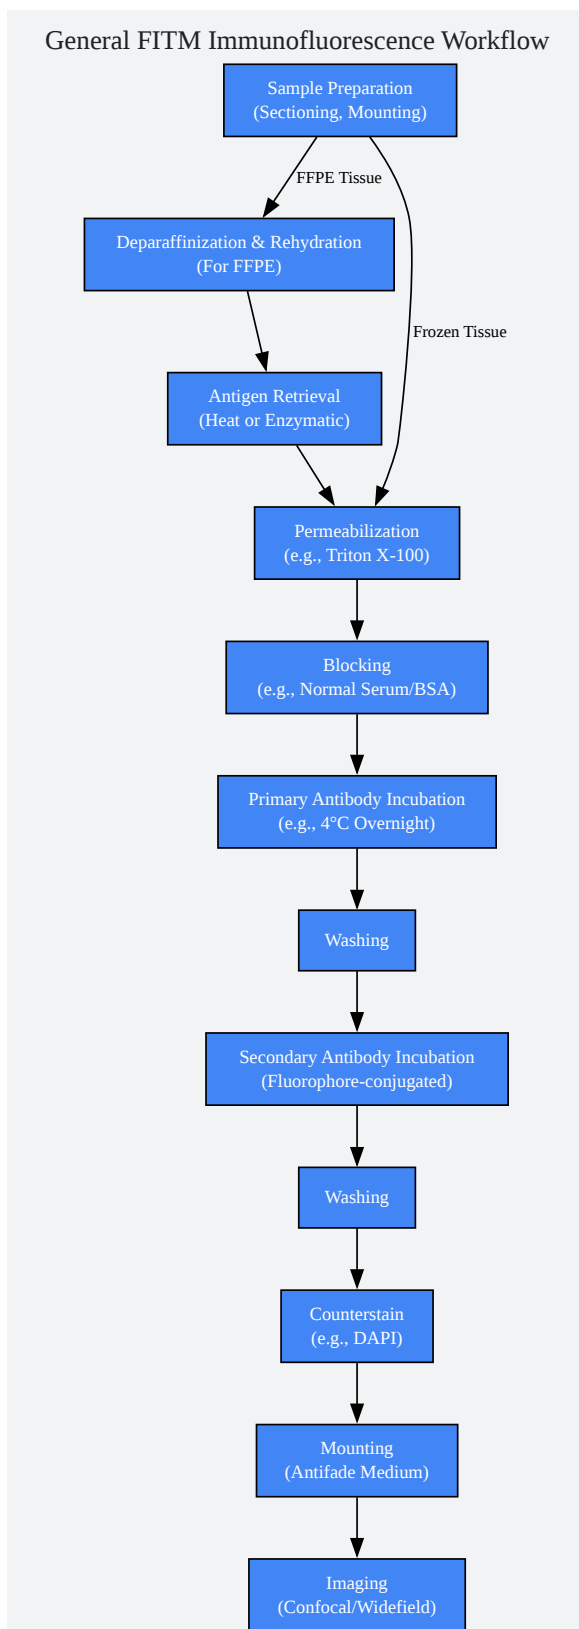 General FITM Immunofluorescence Workflow
Sample Preparation
(Sectioning, Mounting)
FFPE Tissue
Deparaffinization & Rehydration
(For FFPE)
Frozen Tissue
Antigen Retrieval
(Heat or Enzymatic)
Permeabilization
(e.g., Triton X-100)
Blocking
(e.g., Normal Serum/BSA)
Primary Antibody Incubation
(e.g., 4°C Overnight)
Washing
Secondary Antibody Incubation
(Fluorophore-conjugated)
Washing
Counterstain
(e.g., DAPI)
Mounting
(Antifade Medium)
Imaging
(Confocal/Widefield)